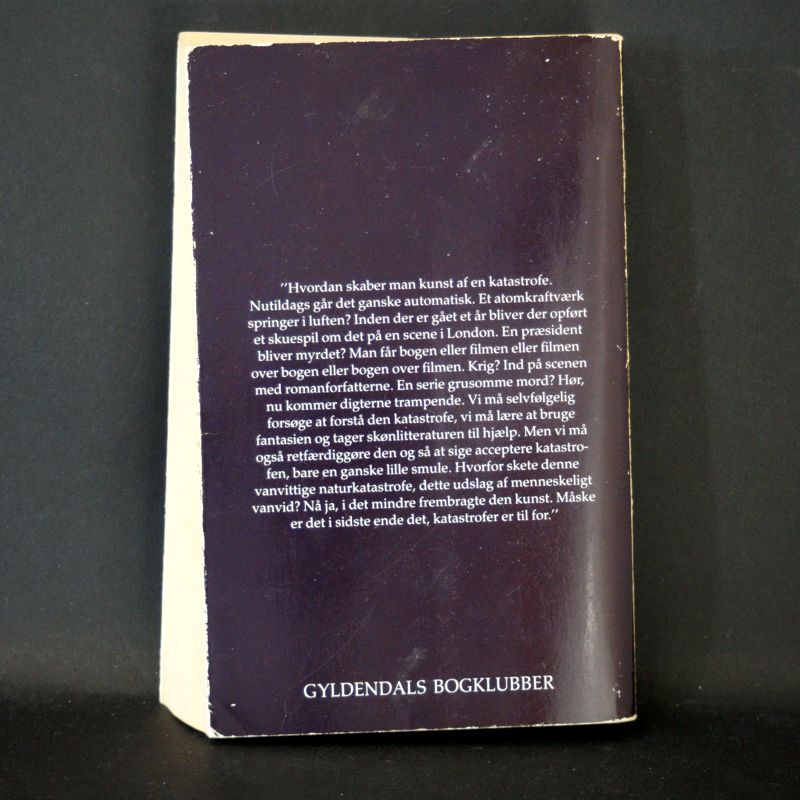 "Hvordan skaber man kunst af en katastrofe.
Nutildags går det ganske automatisk. Et atomkraftværk
springer i luften? Inden der er gået et år bliver der opført
et skuespil om det på en scene i London. En præsident
bliver myrdet? Man får bogen eller filmen eller filmen
over bogen eller bogen over filmen. Krig? Ind på scenen
med romanforfatterne. En serie grusomme mord? Hør,
nu kommer digterne trampende. Vi må selvfølgelig
forsøge at forstå den katastrofe, vi må lære at bruge
fantasien og tager skønlitteraturen til hjælp. Men vi må
også retfærdiggøre den og så at sige acceptere katastro-
fen, bare en ganske lille smule. Hvorfor skete denne
vanvittige naturkatastrofe, dette udslag af menneskeligt
vanvid? Nå ja, i det mindre frembragte den kunst. Måske
er det i sidste ende det, katastrofer er til for."
GYLDENDALS BOGKLUBBER